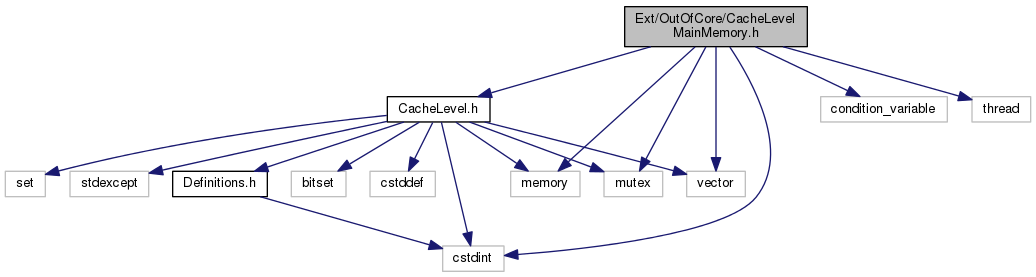 Ext/OutOfCore/CacheLevel
MainMemory.h
CacheLevel.h
condition_variable
thread
set
stdexcept
Definitions.h
bitset
cstddef
memory
mutex
vector
cstdint